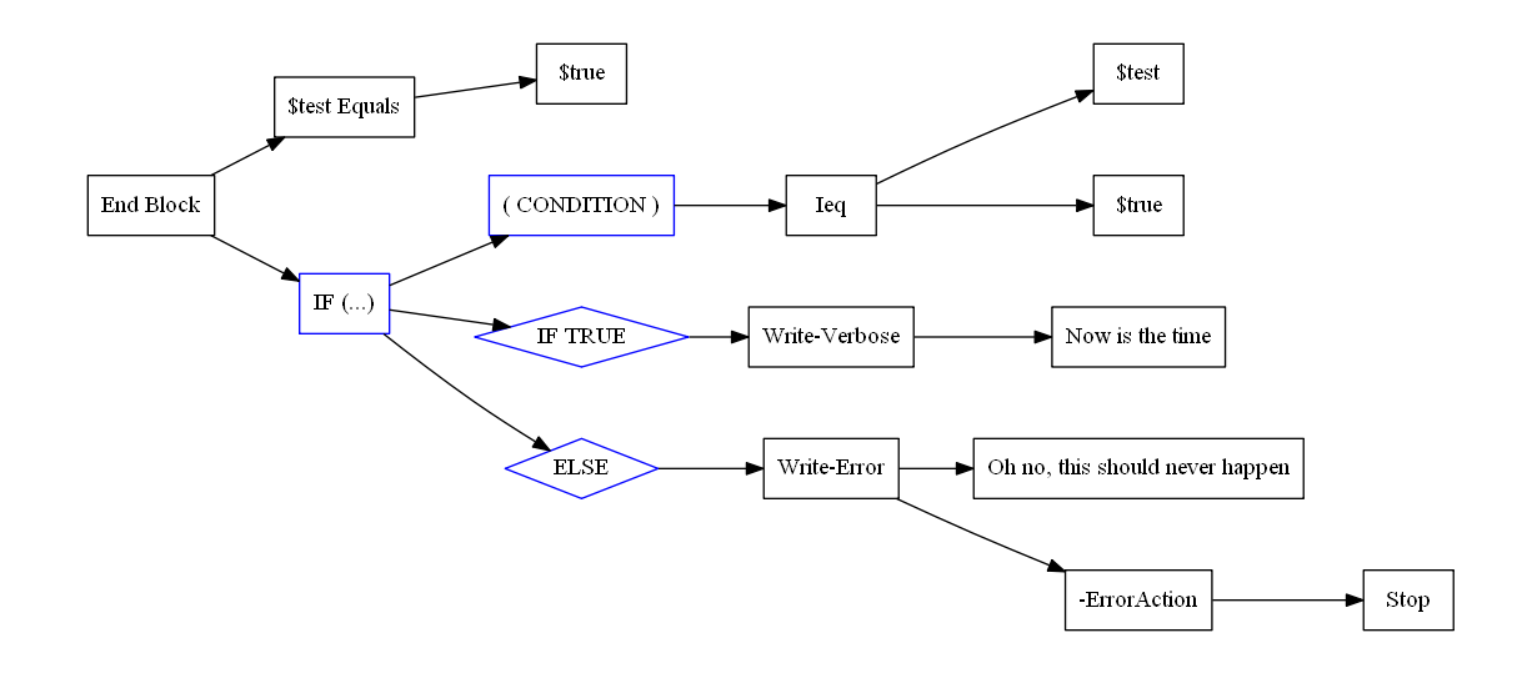 $true
$test
$test Equals
End Block
( CONDITION )
Ieq
$true
IF (...)
IF TRUE
Write-Verbose
Now is the time
ELSE
Write-Error
Oh no, this should never happen
-ErrorAction
Stop